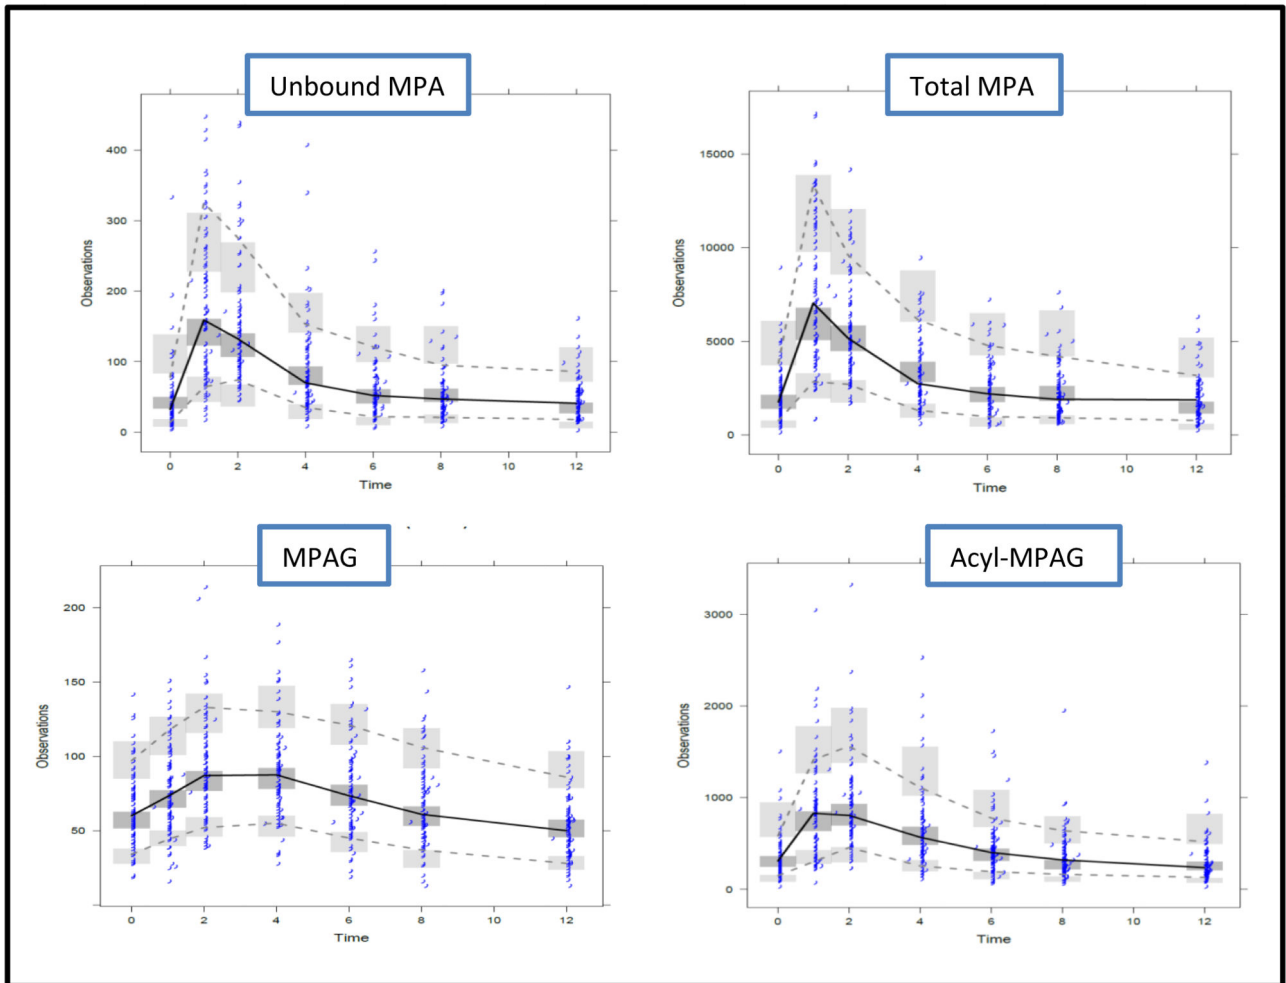 Unbound MPA
Observations
400
300
200
100
0
0 2 4 6 8 10 12
Time
Total MPA
Observations
15000
10000
5000
0
0 2 4 6 8 10 12
Time
MPAG
Observations
200
150
100
50
0 2 4 6 8 10 12
Time
Acyl-MPAG
Observations
3000
2000
1000
0
0 2 4 6 8 10 12
Time